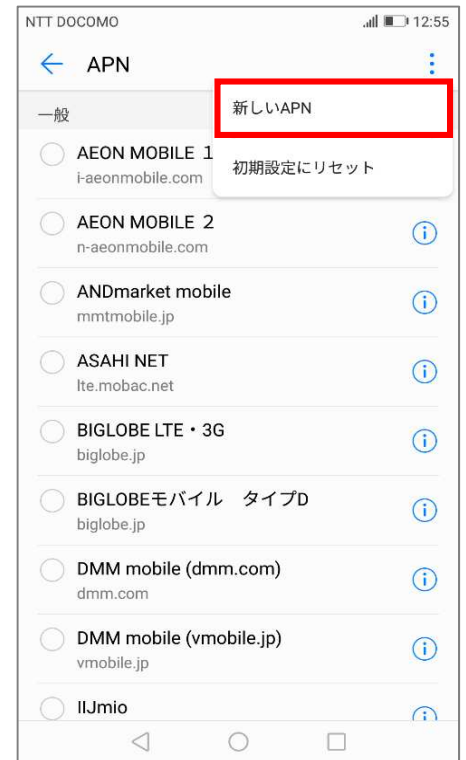 NTT DOCOMO 12:55
APN
新しいAPN
一般
初期設定にリセット
AEON MOBILE １
i-aeonmobile.com
AEON MOBILE ２
n-aeonmobile.com
ANDmarket mobile
mmtmobile.jp
ASAHI NET
lte.mobac.net
BIGLOBE LTE・3G
biglobe.jp
BIGLOBEモバイル　タイプD
biglobe.jp
DMM mobile (dmm.com)
dmm.com
DMM mobile (vmobile.jp)
vmobile.jp
IIJmio